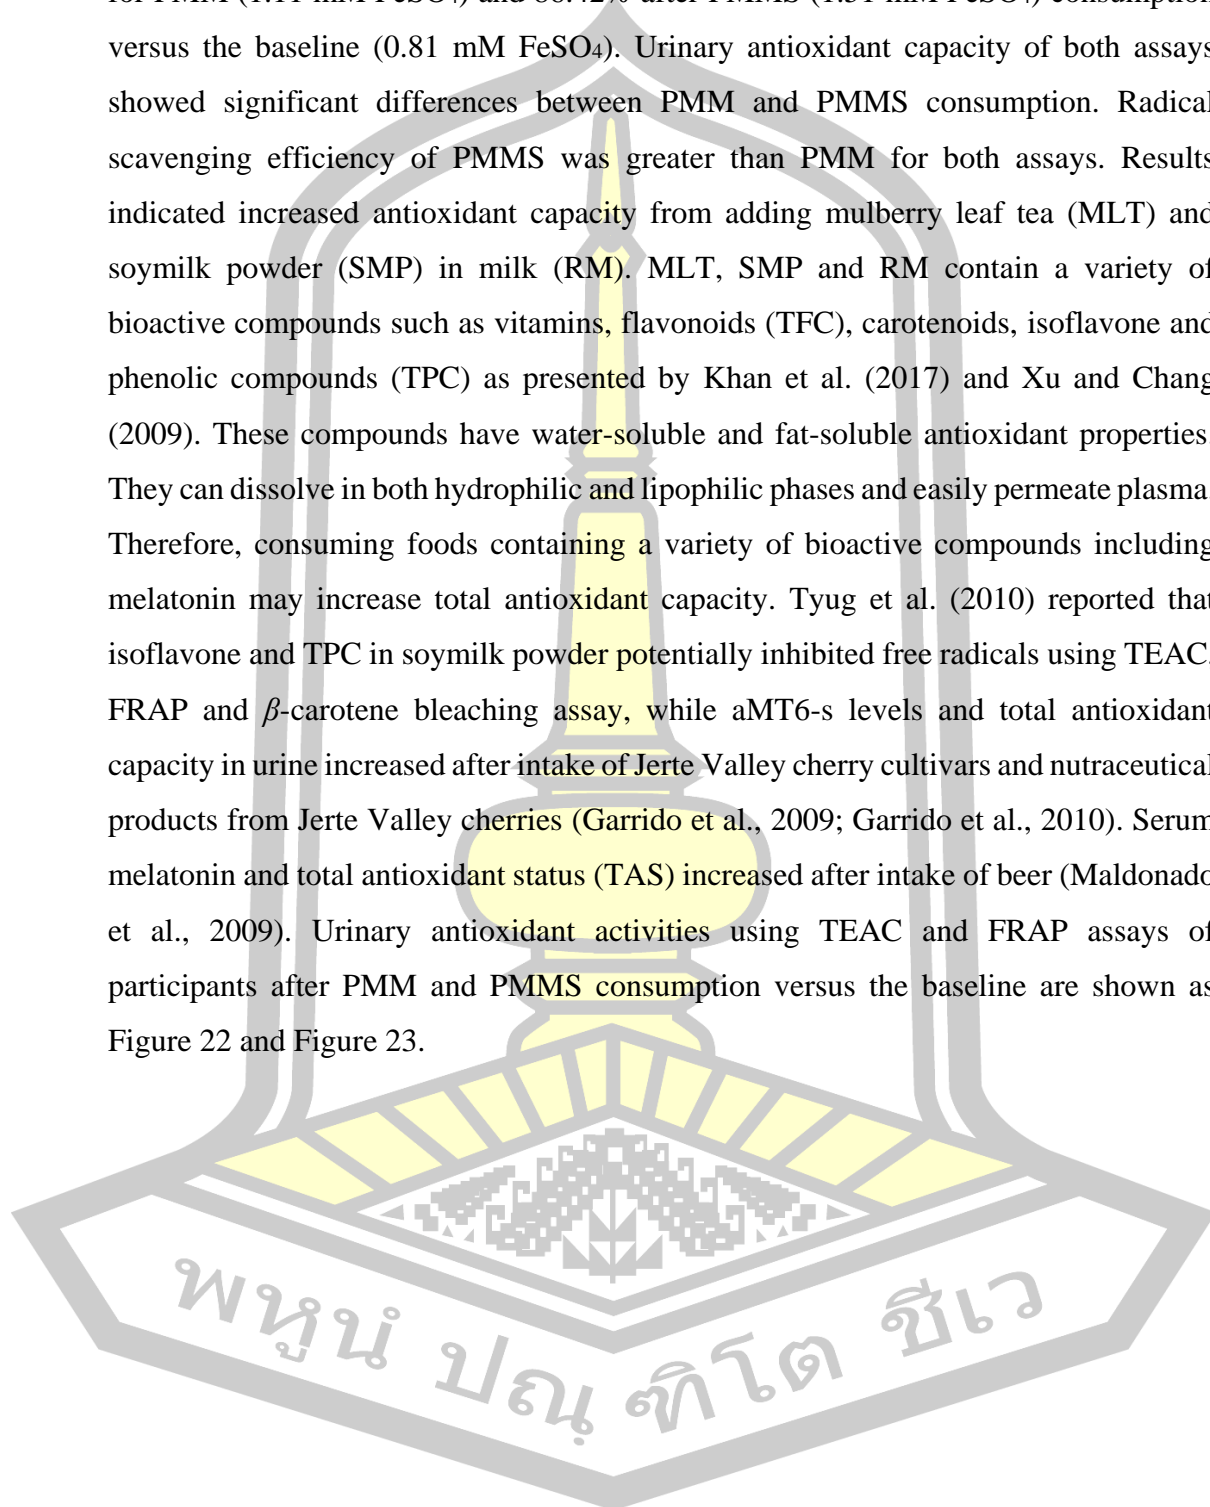 for PMM mM FeSO₄) and after PMMS mM FeSO₄) consumption
versus the baseline (0.81 mM FeSO₄). Urinary antioxidant capacity of both assays
showed significant differences between PMM and PMMS consumption. Radical
scavenging efficiency of PMMS was greater than PMM for both assays. Results
indicated increased antioxidant capacity from adding mulberry leaf tea (MLT) and
soymilk powder (SMP) in milk (RM). MLT, SMP and RM contain a variety of
bioactive compounds such as vitamins, flavonoids (TFC), carotenoids, isoflavone and
phenolic compounds (TPC) as presented by Khan et al. (2017) and Xu and Chang
(2009). These compounds have water-soluble and fat-soluble antioxidant properties.
They can dissolve in both hydrophilic and lipophilic phases and easily permeate plasma.
Therefore, consuming foods containing a variety of bioactive compounds including
melatonin may increase total antioxidant capacity. Tyug et al. (2010) reported that
isoflavone and TPC in soymilk powder potentially inhibited free radicals using TEAC,
FRAP and β-carotene bleaching assay, while aMT6-s levels and total antioxidant
capacity in urine increased after intake of Jerte Valley cherry cultivars and nutraceutical
products from Jerte Valley cherries (Garrido et al., 2009; Garrido et al., 2010). Serum
melatonin and total antioxidant status (TAS) increased after intake of beer (Maldonado
et al., 2009). Urinary antioxidant activities using TEAC and FRAP assays of
participants after PMM and PMMS consumption versus the baseline are shown as
Figure 22 and Figure 23.
พหูนํ ปณฺฑิโต ชีเว